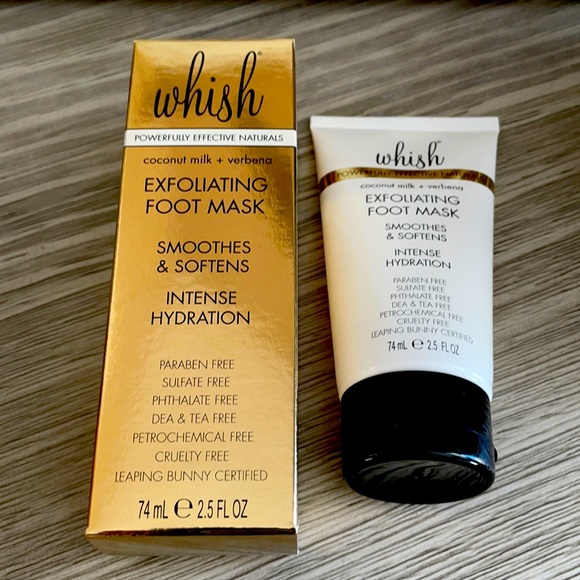 whish
POWERFULLY EFFECTIVE NATURALS
coconut milk + verbena
EXFOLIATING
FOOT MASK
SMOOTHES
& SOFTENS
INTENSE
HYDRATION
PARABEN FREE
SULFATE FREE
PHTHALATE FREE
DEA & TEA FREE
PETROCHEMICAL FREE
CRUELTY FREE
LEAPING BUNNY CERTIFIED
74 mL ℮ 2.5 FL OZ
whish
POWERFULLY EFFECTIVE NATURALS
coconut milk + verbena
EXFOLIATING
FOOT MASK
SMOOTHES
& SOFTENS
INTENSE
HYDRATION
PARABEN FREE
SULFATE FREE
PHTHALATE FREE
DEA & TEA FREE
PETROCHEMICAL FREE
CRUELTY FREE
LEAPING BUNNY CERTIFIED
74 mL ℮ 2.5 FL OZ